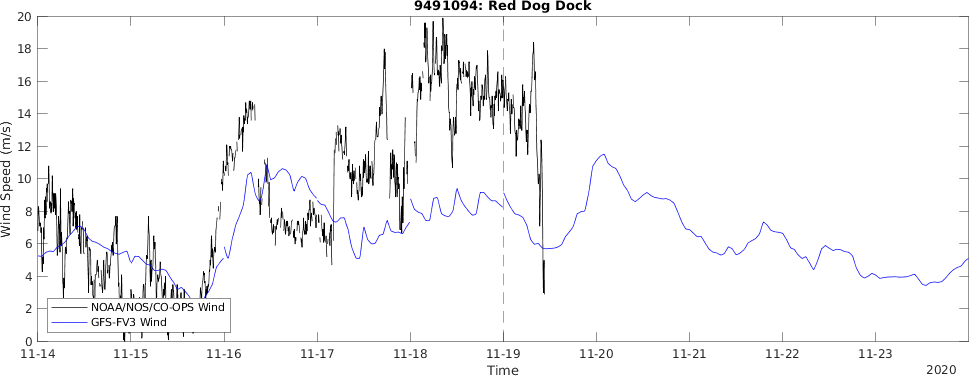 9491094: Red Dog Dock
20
18
16
14
12
10
8
6
4
2
0
Wind Speed (m/s)
NOAA/NOS/CO-OPS Wind
GFS-FV3 Wind
11-14 11-15 11-16 11-17 11-18 11-19 11-20 11-21 11-22 11-23
Time
2020